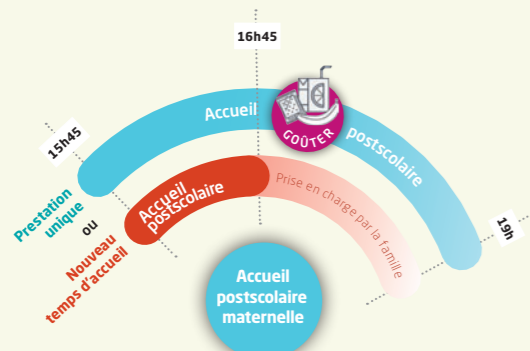 16h45
Accueil
postscolaire
GOÛTER
15h45
Prestation
unique
ou
Nouveau
temps d’accueil
Accueil
postscolaire
Prise en charge par la famille
19h
Accueil
postscolaire
maternelle